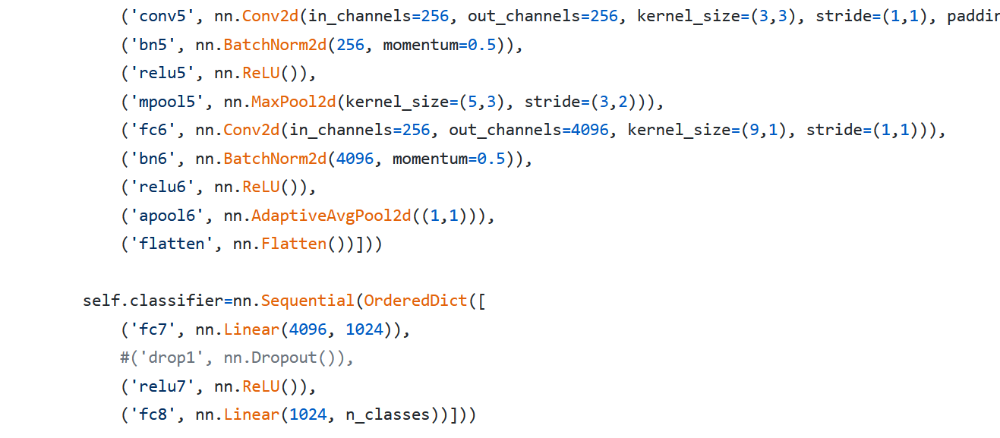 ('conv5', nn.Conv2d(in_channels=256, out_channels=256, kernel_size=(3,3), stride=(1,1), paddin
('bn5', nn.BatchNorm2d(256, momentum=0.5)),
('relu5', nn.ReLU()),
('mpool5', nn.MaxPool2d(kernel_size=(5,3), stride=(3,2))),
('fc6', nn.Conv2d(in_channels=256, out_channels=4096, kernel_size=(9,1), stride=(1,1))),
('bn6', nn.BatchNorm2d(4096, momentum=0.5)),
('relu6', nn.ReLU()),
('apool6', nn.AdaptiveAvgPool2d((1,1))),
('flatten', nn.Flatten())]))
self.classifier=nn.Sequential(OrderedDict([
('fc7', nn.Linear(4096, 1024)),
#('drop1', nn.Dropout()),
('relu7', nn.ReLU()),
('fc8', nn.Linear(1024, n_classes))]))